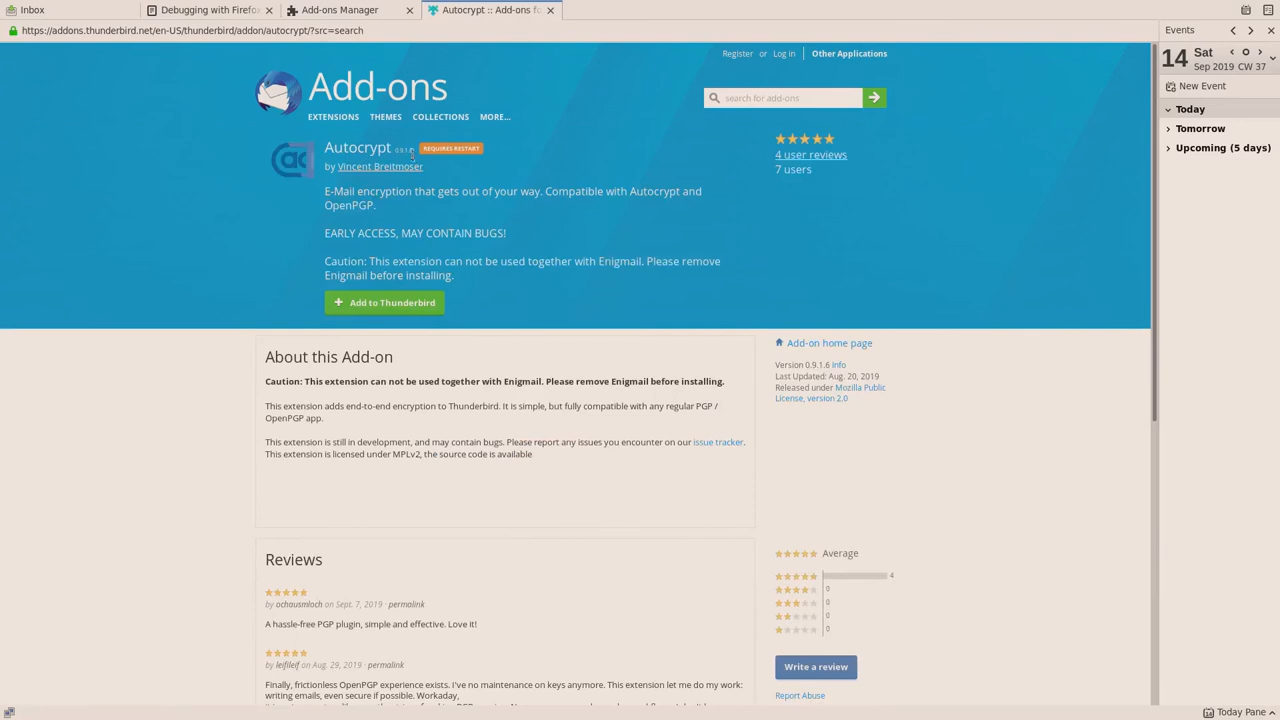 Inbox
Debugging with Firefox
Add-ons Manager
Autocrypt :: Add-ons fo
https://addons.thunderbird.net/en-US/thunderbird/addon/autocrypt/?src=search
Events
14 Sat
Sep 2019 CW 37
New Event
Today
Tomorrow
Upcoming (5 days)
Register or Log in Other Applications
Add-ons
search for add-ons
EXTENSIONS THEMES COLLECTIONS MORE...
Autocrypt 0.9.1.6 REQUIRES RESTART
by Vincent Breitmoser
4 user reviews
7 users
E-Mail encryption that gets out of your way. Compatible with Autocrypt and
OpenPGP.
EARLY ACCESS, MAY CONTAIN BUGS!
Caution: This extension can not be used together with Enigmail. Please remove
Enigmail before installing.
Add to Thunderbird
About this Add-on
Caution: This extension can not be used together with Enigmail. Please remove Enigmail before installing.
This extension adds end-to-end encryption to Thunderbird. It is simple, but fully compatible with any regular PGP /
OpenPGP app.
This extension is still in development, and may contain bugs. Please report any issues you encounter on our issue tracker.
This extension is licensed under MPLv2, the source code is available
Add-on home page
Version 0.9.1.6 Info
Last Updated: Aug. 20, 2019
Released under Mozilla Public
License, version 2.0
Reviews
by ochausmloch on Sept. 7, 2019 · permalink
A hassle-free PGP plugin, simple and effective. Love it!
by leifileif on Aug. 29, 2019 · permalink
Finally, frictionless OpenPGP experience exists. I've no maintenance on keys anymore. This extension let me do my work:
writing emails, even secure if possible. Workaday,
Average
4
0
0
0
0
Write a review
Report Abuse
14 Today Pane